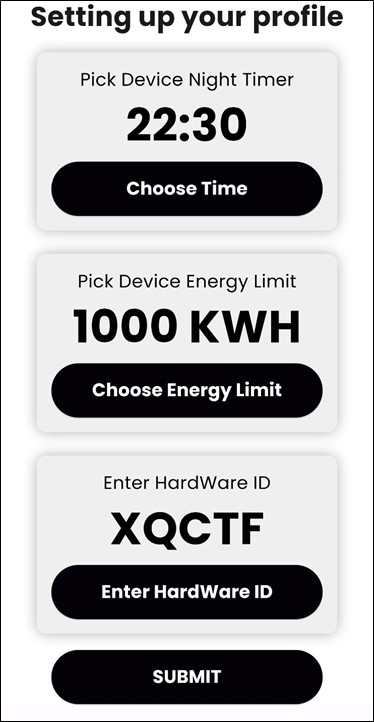 Setting up your profile
Pick Device Night Timer
22:30
Choose Time
Pick Device Energy Limit
1000 KWH
Choose Energy Limit
Enter HardWare ID
XQCTF
Enter HardWare ID
SUBMIT